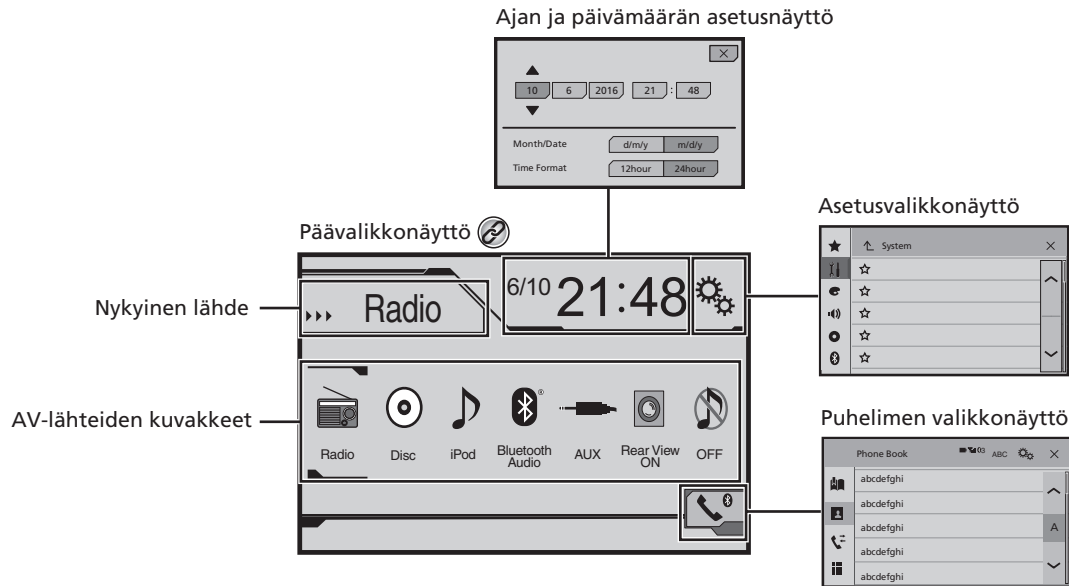 Ajan ja päivämäärän asetusnäyttö
10 6 2016 21 : 48
Month/Date d/m/y m/d/y
Time Format 12hour 24hour
Päävalikkonäyttö
Asetusvalikkonäyttö
System
Nykyinen lähde
Radio
6/10 21:48
AV-lähteiden kuvakkeet
Radio
Disc
iPod
Bluetooth
Audio
AUX
Rear View
ON
OFF
Puhelimen valikkonäyttö
Phone Book 03 ABC
abcdefghi
abcdefghi
abcdefghi A
abcdefghi
abcdefghi